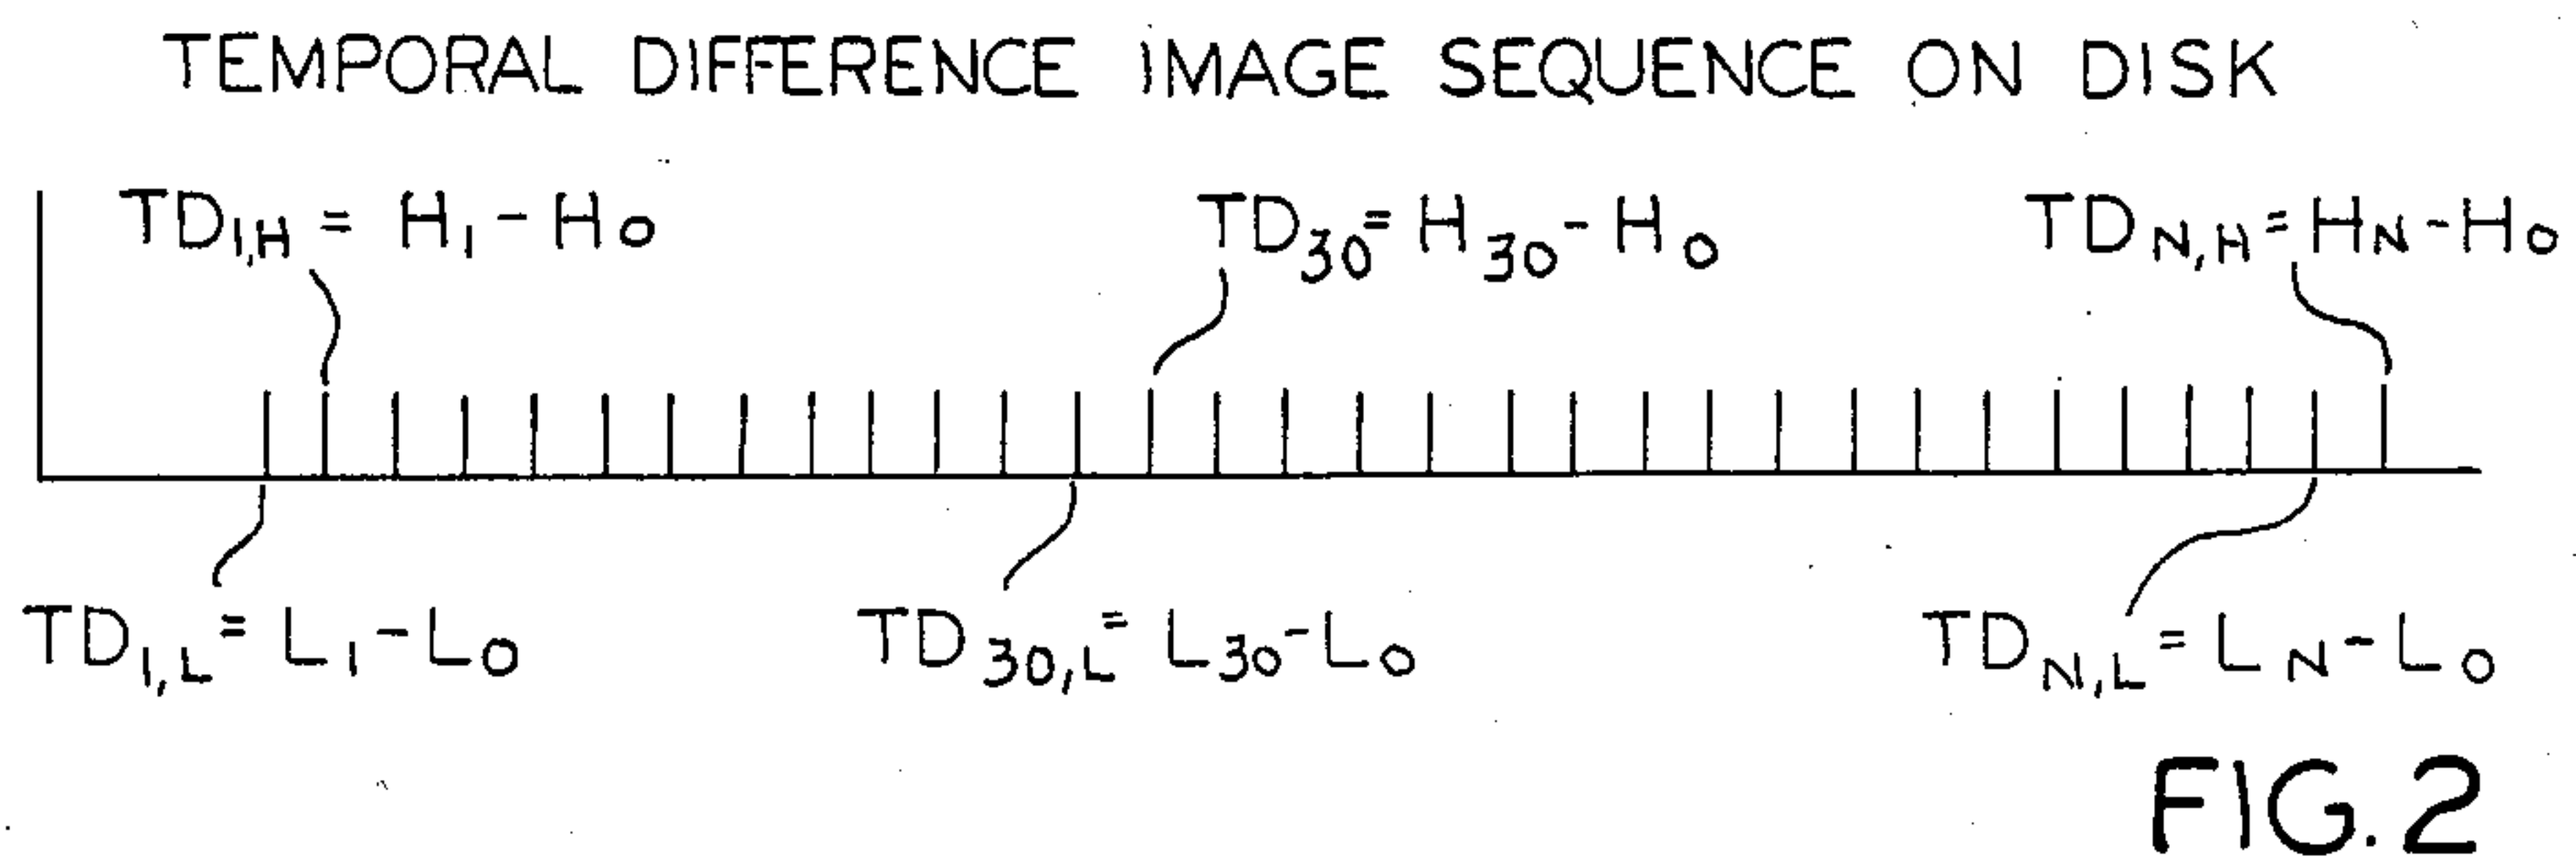 TEMPORAL DIFFERENCE IMAGE SEQUENCE ON DISK
TD1,H = H1 - H0
TD30 = H30 - H0
TDN,H = HN - H0
TD1,L = L1 - L0
TD30,L = L30 - L0
TDN,L = LN - L0
FIG. 2